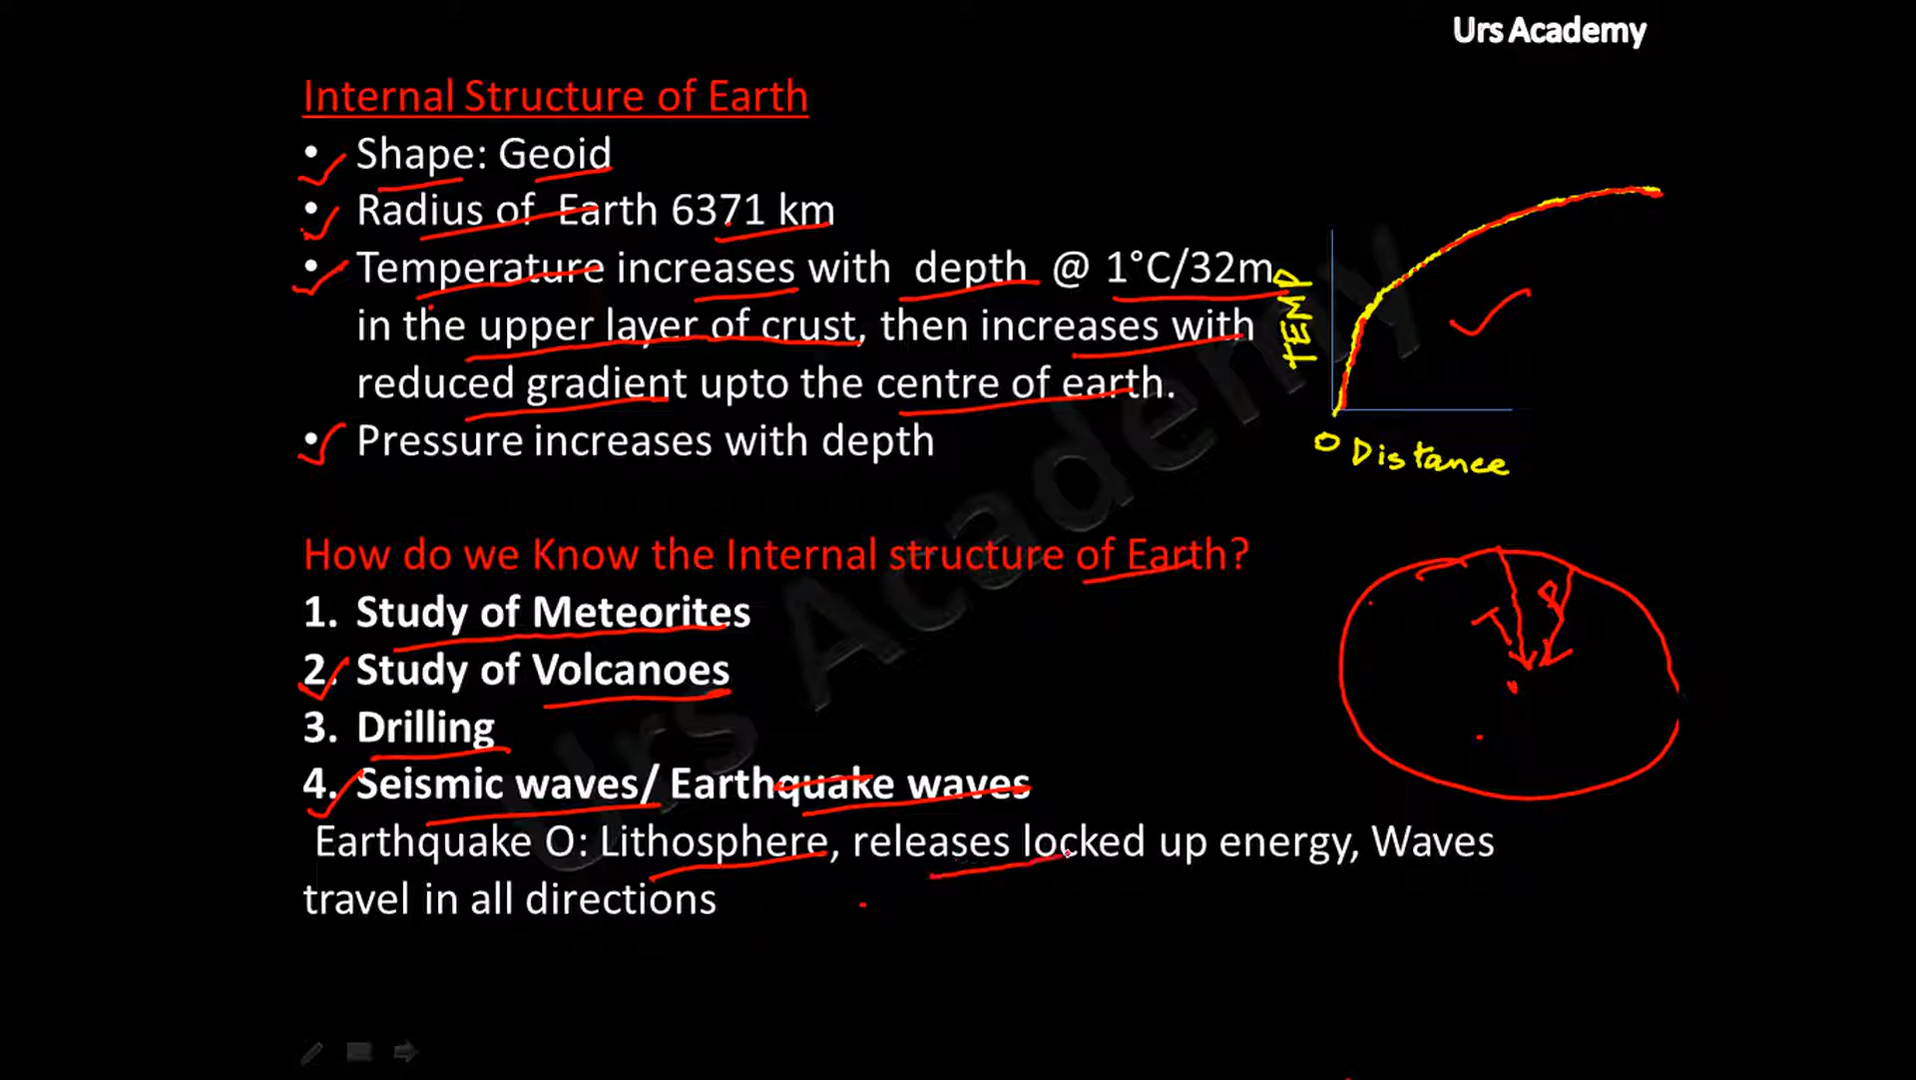 Urs Academy
Internal Structure of Earth
• Shape: Geoid
• Radius of Earth 6371 km
• Temperature increases with depth @ 1°C/32m
in the upper layer of crust, then increases with
reduced gradient upto the centre of earth.
• Pressure increases with depth
TEMP
O Distance
How do we Know the Internal structure of Earth?
1. Study of Meteorites
2. Study of Volcanoes
3. Drilling
4. Seismic waves/ Earthquake waves
Earthquake O: Lithosphere, releases locked up energy, Waves
travel in all directions
T P
Urs Academy